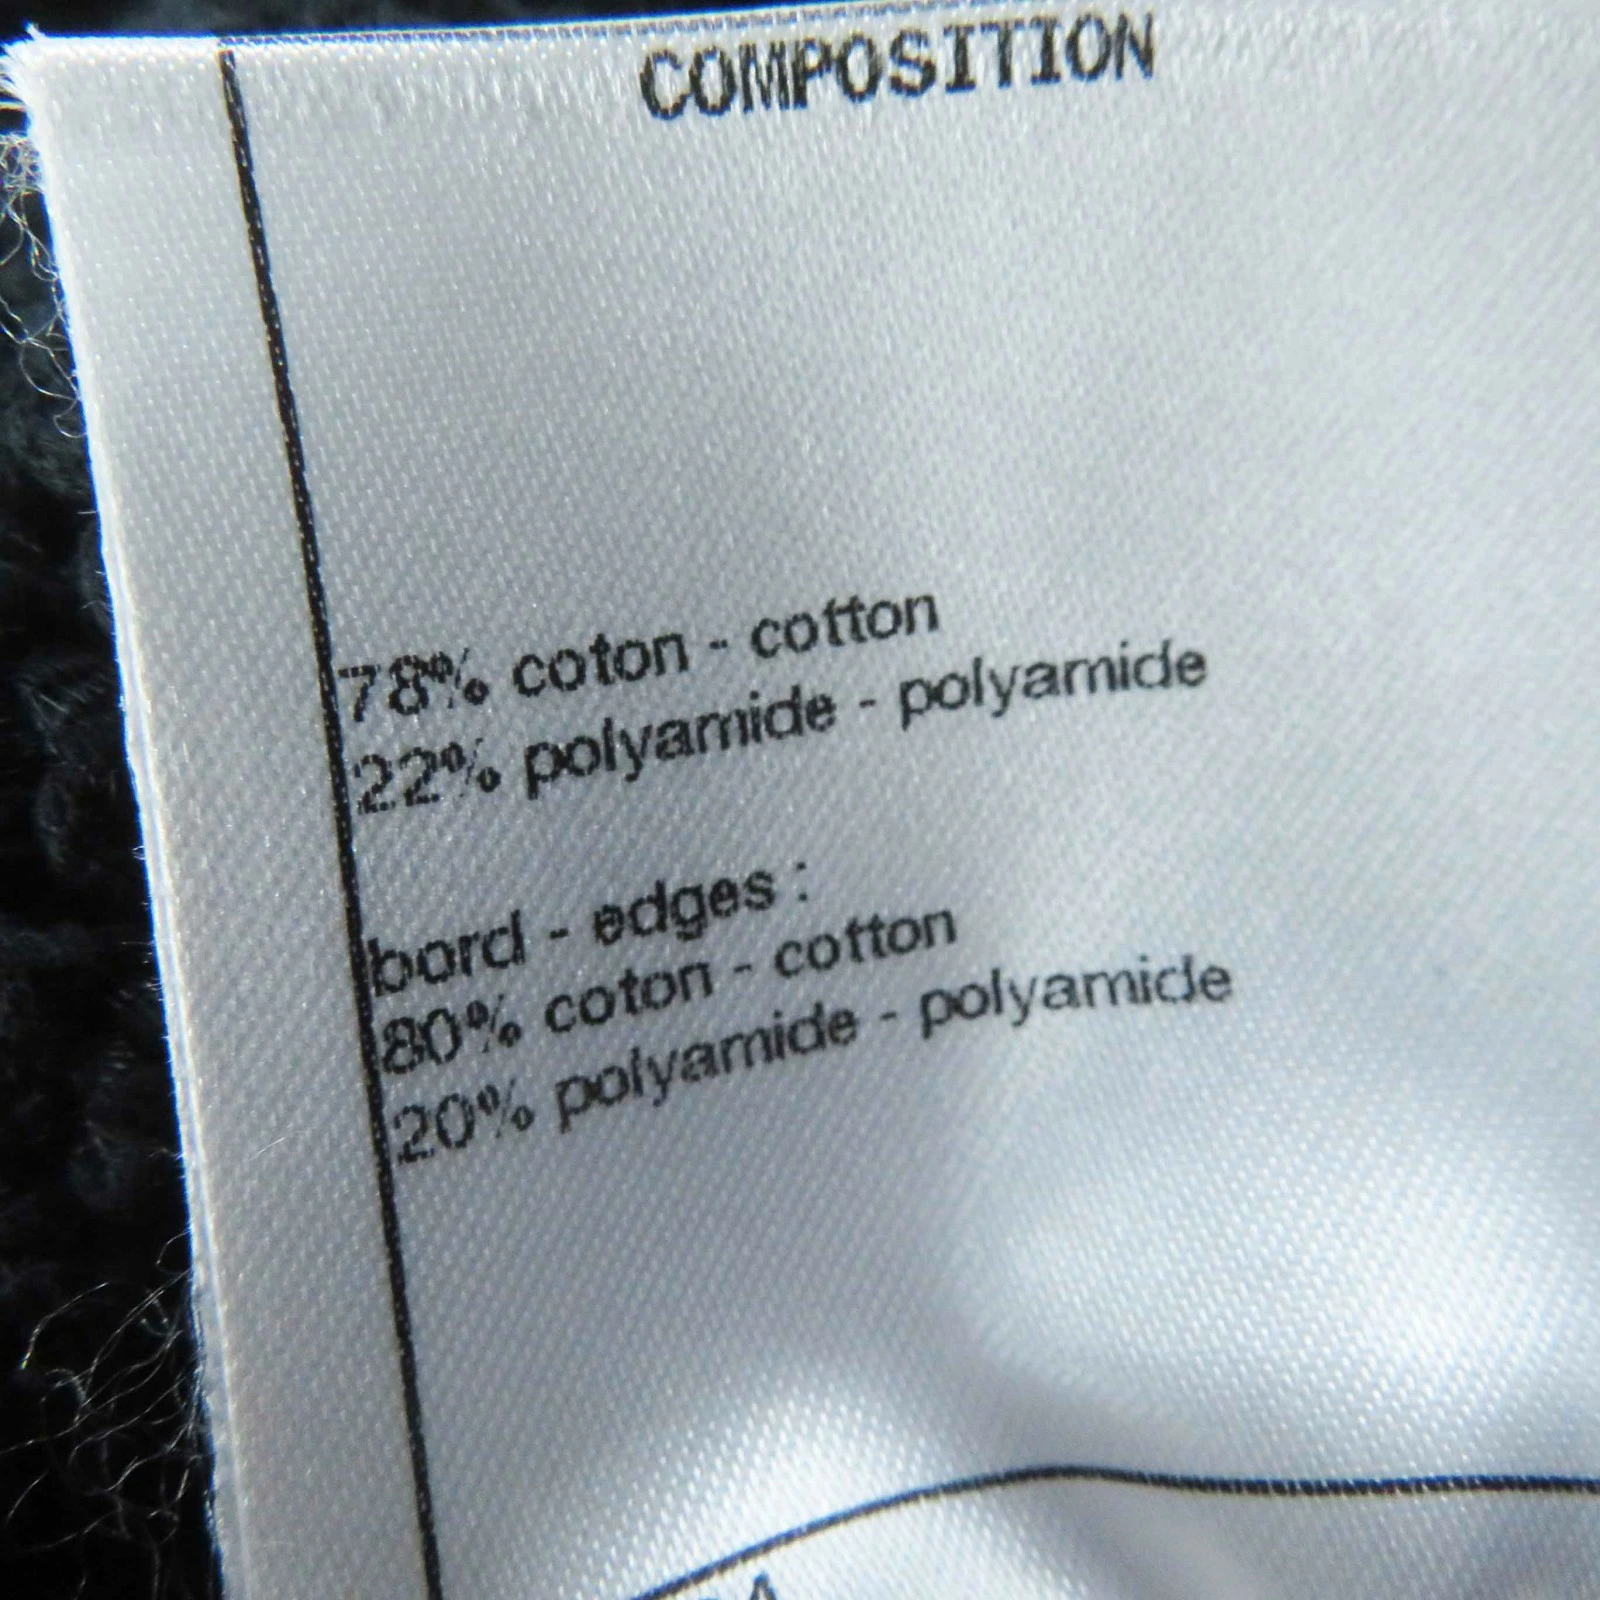 COMPOSITION
78% coton - cotton
22% polyamide - polyamide
bord - edges :
80% coton - cotton
20% polyamide - polyamide